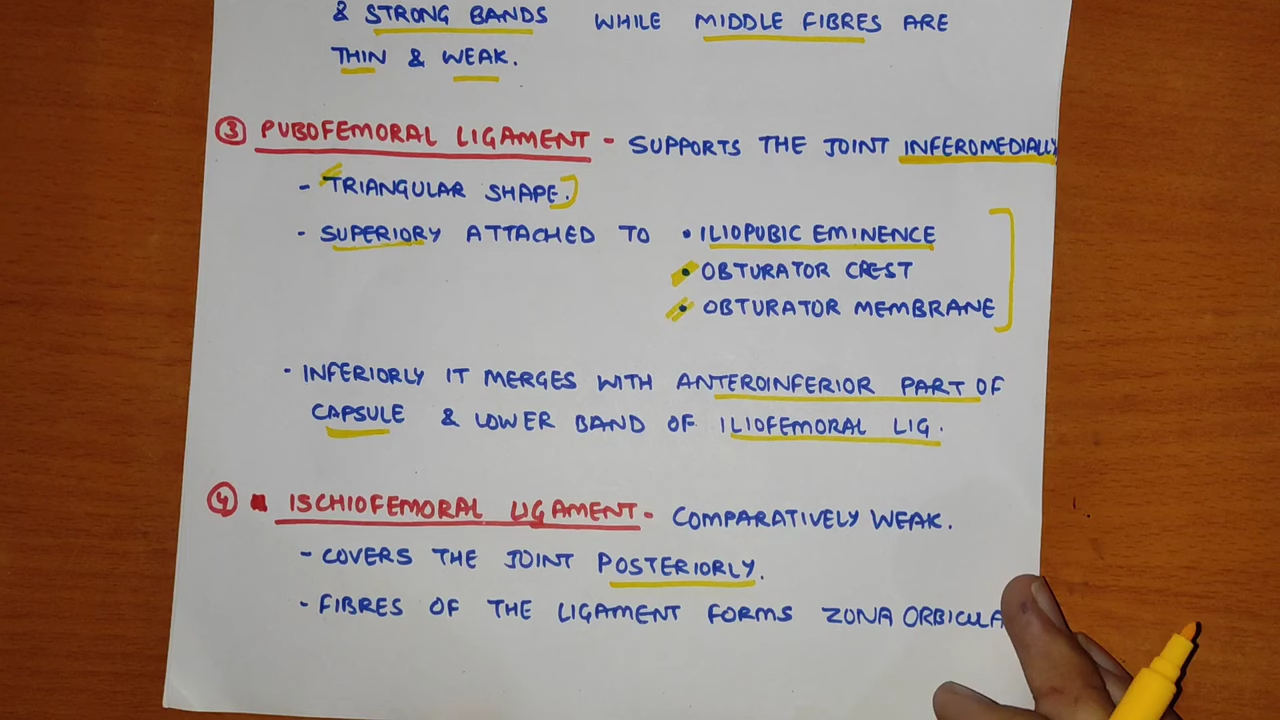 & STRONG BANDS WHILE MIDDLE FIBRES ARE
THIN & WEAK.
③ PUBOFEMORAL LIGAMENT - SUPPORTS THE JOINT INFEROMEDIALLY
- TRIANGULAR SHAPE.
- SUPERIORY ATTACHED TO • ILIOPUBIC EMINENCE
• OBTURATOR CREST
• OBTURATOR MEMBRANE
• INFERIORLY IT MERGES WITH ANTEROINFERIOR PART OF
CAPSULE & LOWER BAND OF ILIOFEMORAL LIG.
④ ISCHIOFEMORAL LIGAMENT - COMPARATIVELY WEAK.
- COVERS THE JOINT POSTERIORLY.
- FIBRES OF THE LIGAMENT FORMS ZONA ORBICULA